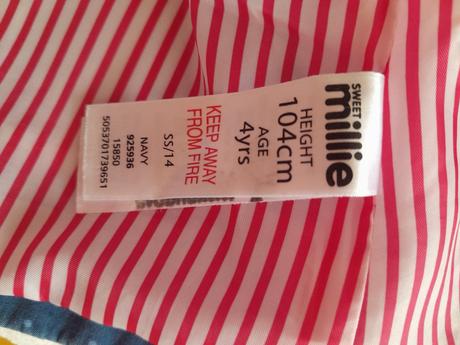 SWEET
millie
HEIGHT
104cm
AGE
4yrs
KEEP AWAY
FROM FIRE
SS/14
NAVY
925936
15850
5053701739651